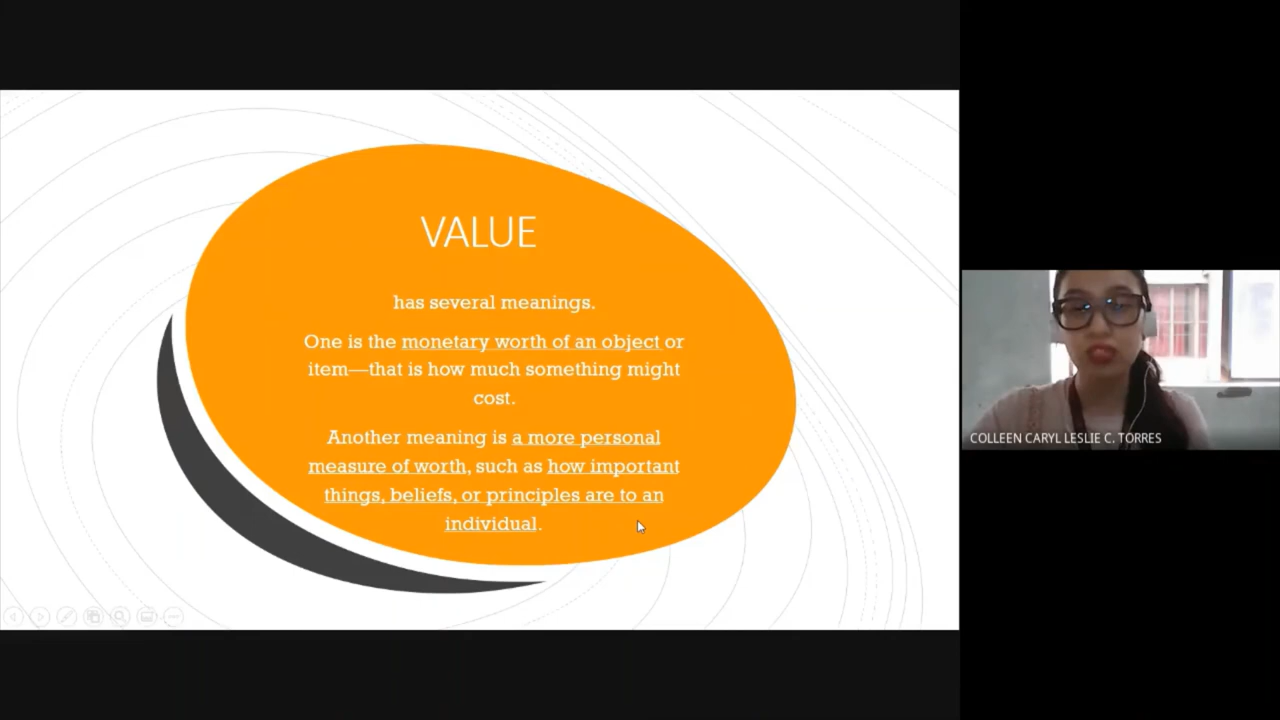 VALUE
has several meanings.
One is the monetary worth of an object or
item—that is how much something might
cost.
Another meaning is a more personal
measure of worth, such as how important
things, beliefs, or principles are to an
individual.
COLLEEN CARYL LESLIE C. TORRES